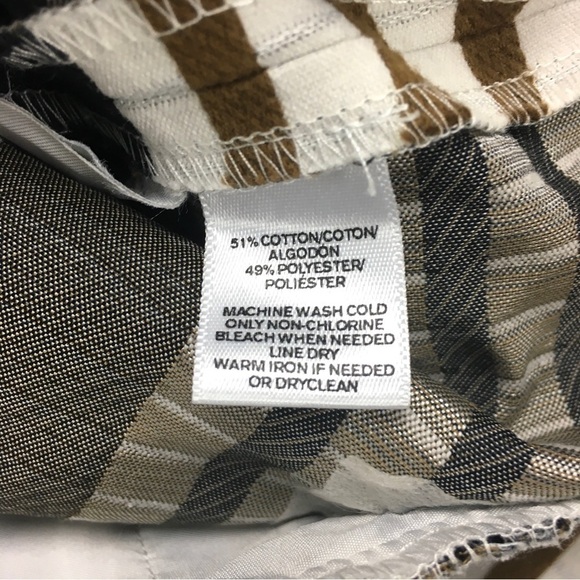 51% COTTON/COTON/
ALGODÓN
49% POLYESTER/
POLIÉSTER
MACHINE WASH COLD
ONLY NON-CHLORINE
BLEACH WHEN NEEDED
LINE DRY
WARM IRON IF NEEDED
OR DRYCLEAN